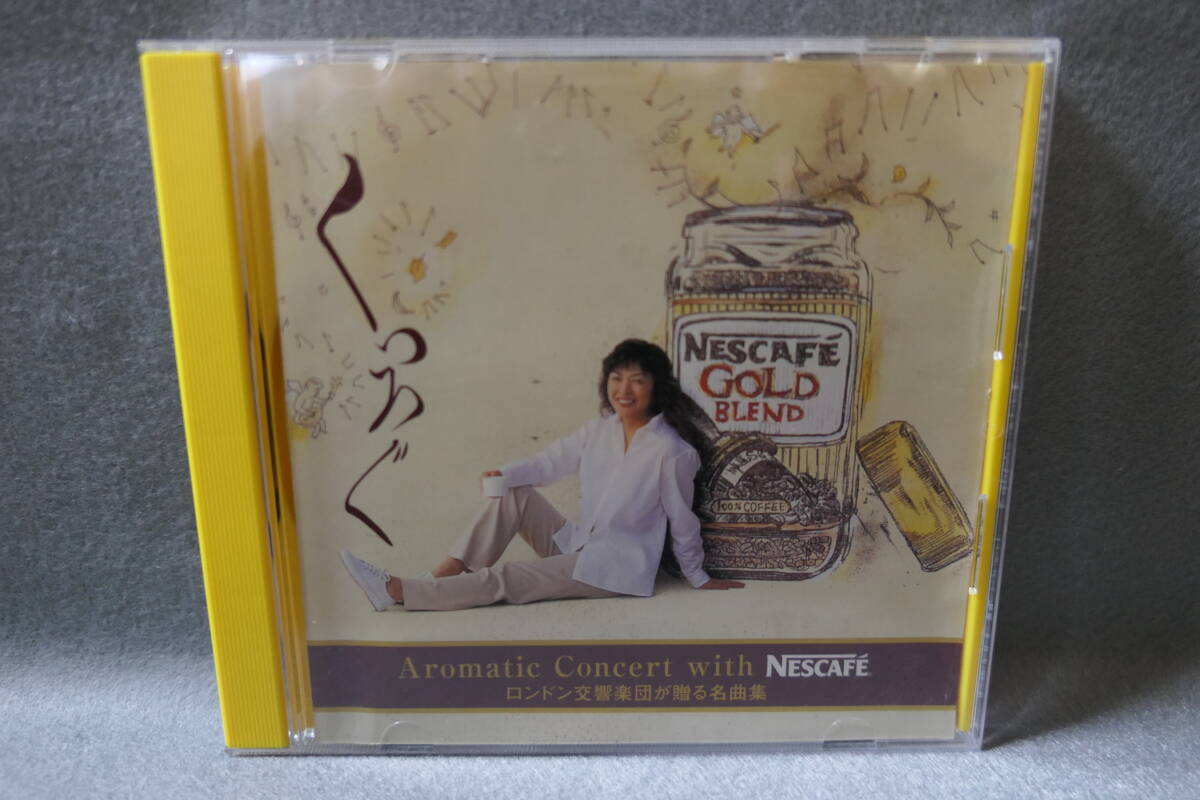 くつろぐ
NESCAFÉ
GOLD
BLEND
100% COFFEE
Aromatic Concert with NESCAFÉ
ロンドン交響楽団が贈る名曲集